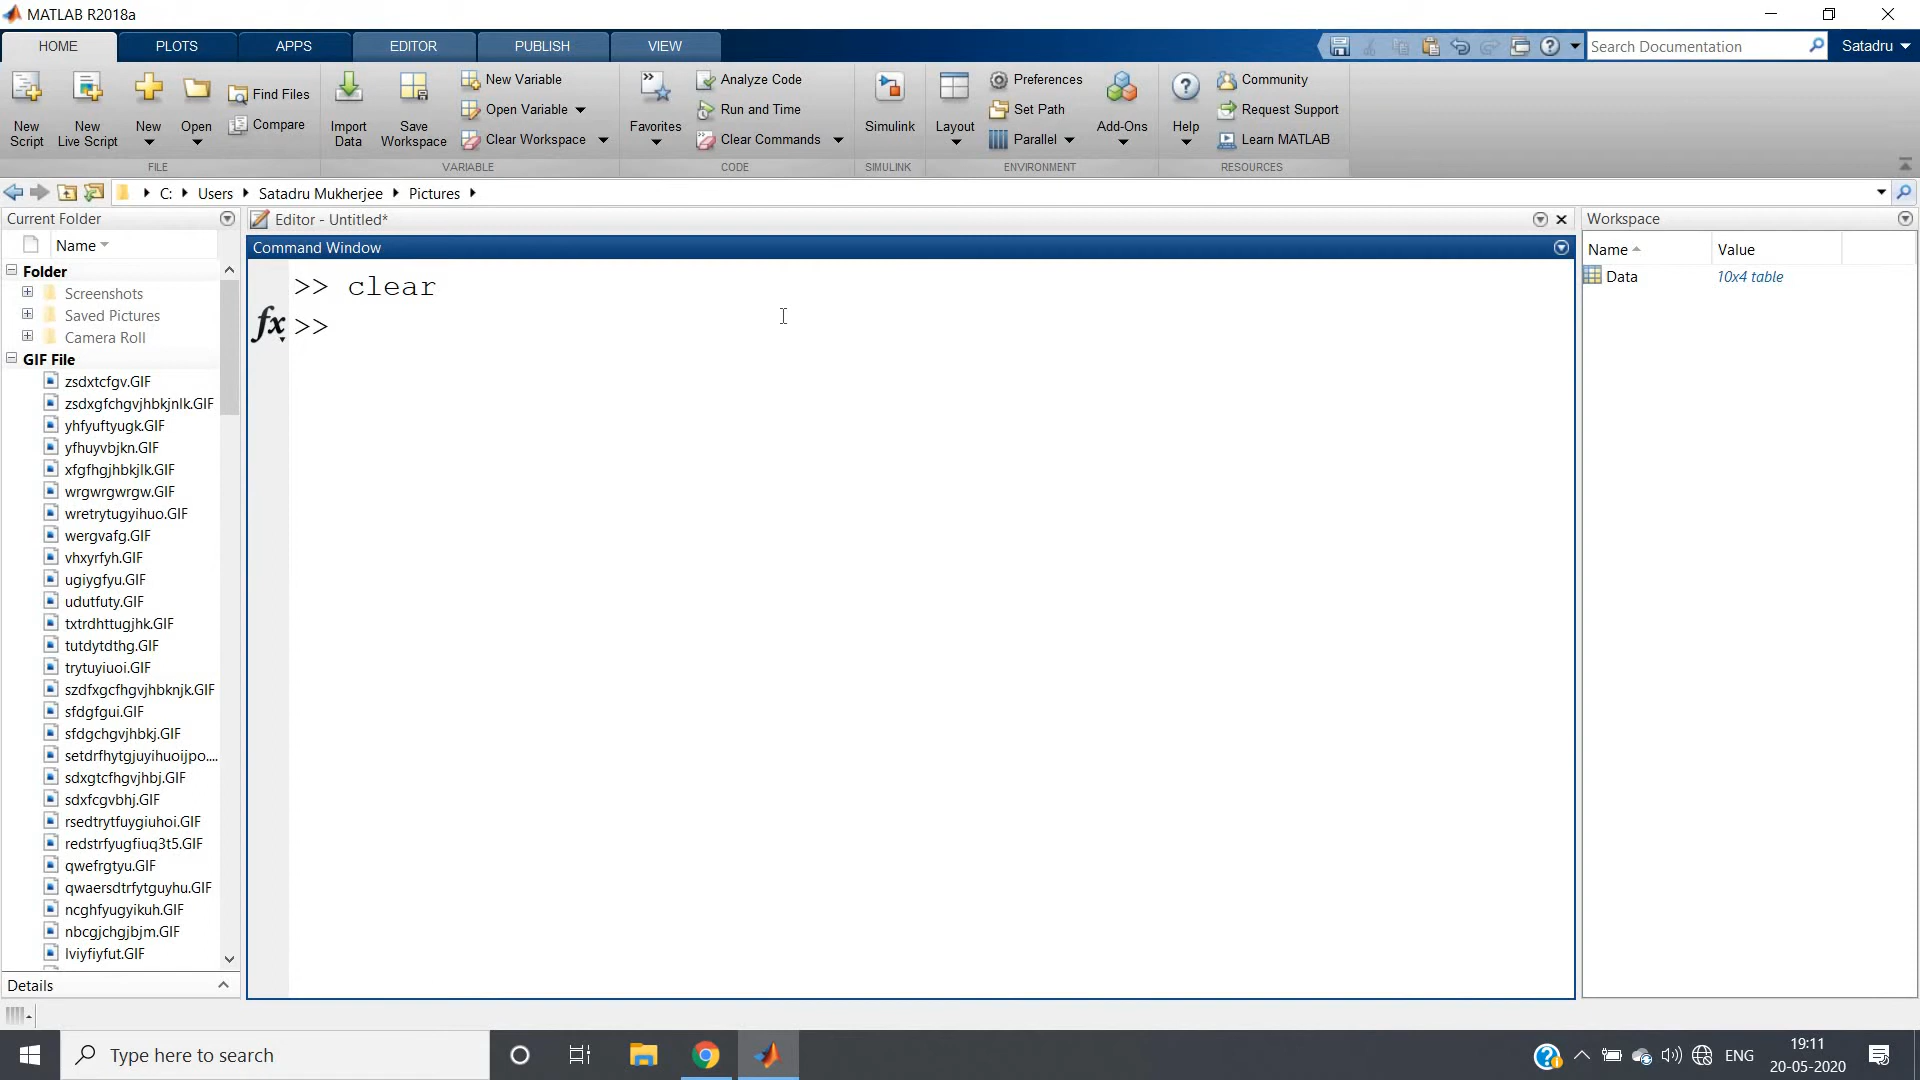 MATLAB R2018a
HOME PLOTS APPS EDITOR PUBLISH VIEW
Search Documentation
Satadru
New Script
New Live Script
New
Open
Find Files
Compare
FILE
Import Data
Save Workspace
New Variable
Open Variable
Clear Workspace
VARIABLE
Favorites
Analyze Code
Run and Time
Clear Commands
CODE
Simulink
SIMULINK
Layout
Preferences
Set Path
Parallel
Add-Ons
ENVIRONMENT
Help
Community
Request Support
Learn MATLAB
RESOURCES
C: Users Satadru Mukherjee Pictures
Current Folder
Name
Folder
Screenshots
Saved Pictures
Camera Roll
GIF File
zsdxtcfgv.GIF
zsdxgfchgvjhbkjnlk.GIF
yhfyuftyugk.GIF
yfhuyvbjkn.GIF
xfgfhgjhbkjlk.GIF
wrgwrgwrgw.GIF
wretrytugyihuo.GIF
wergvafg.GIF
vhxyrfyh.GIF
ugiygfyu.GIF
udutfuty.GIF
txtrdhttugjhk.GIF
tutdytdthg.GIF
trytuyiuoi.GIF
szdfxgcfhgvjhbknjk.GIF
sfdgfgui.GIF
sfdgchgvjhbkj.GIF
setdrfhytgjuyihuoijpo....
sdxgtcfhgvjhbj.GIF
sdxfcgvbhj.GIF
rsedtrytfuygiuhoi.GIF
redstrfyugfiuq3t5.GIF
qwefrgtyu.GIF
qwaersdtrfytguyhu.GIF
ncghfyugyikuh.GIF
nbcgjchgjbjm.GIF
lviyfiyfut.GIF
Details
Editor - Untitled*
Command Window
>> clear
fx >>
Workspace
Name Value
Data 10x4 table
Type here to search
ENG
19:11
20-05-2020